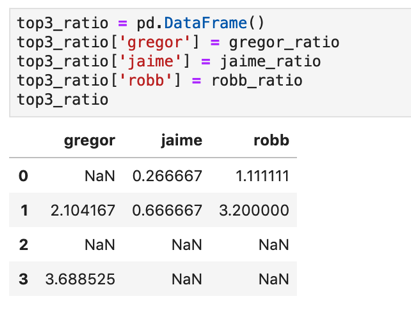 top3_ratio = pd.DataFrame()
top3_ratio['gregor'] = gregor_ratio
top3_ratio['jaime'] = jaime_ratio
top3_ratio['robb'] = robb_ratio
top3_ratio
gregor jaime robb
0 NaN 0.266667 1.111111
1 2.104167 0.666667 3.200000
2 NaN NaN NaN
3 3.688525 NaN NaN